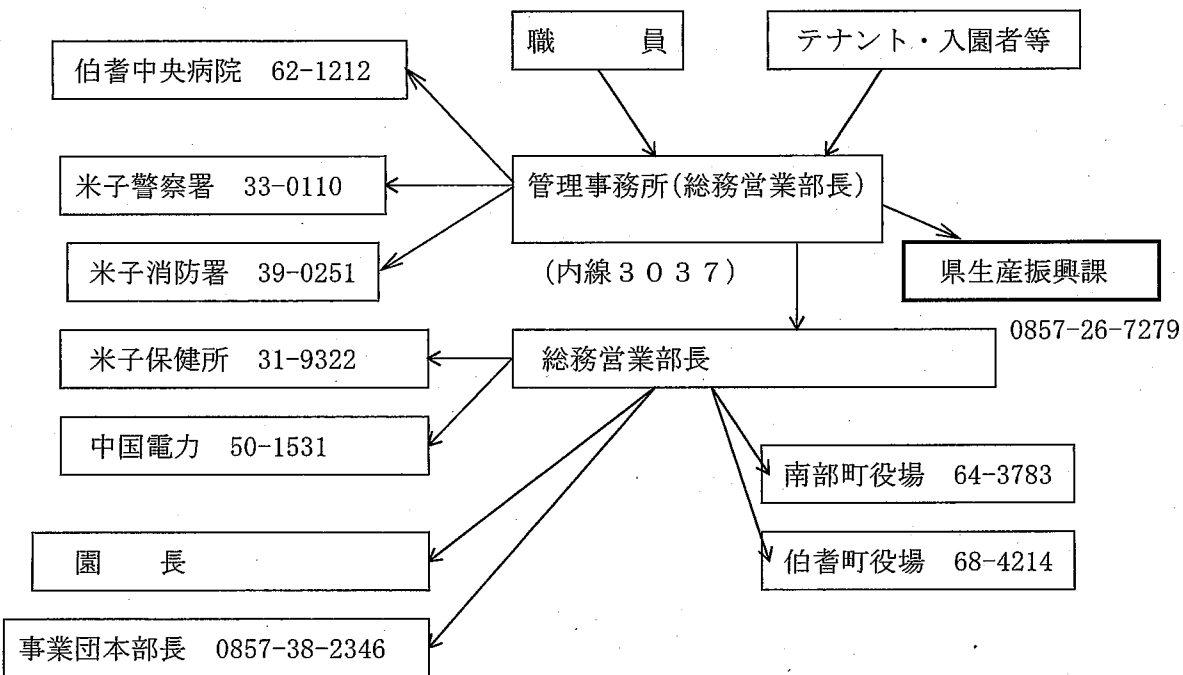 職　　員
テナント・入園者等
伯耆中央病院　62-1212
米子警察署　33-0110
管理事務所(総務営業部長)
米子消防署　39-0251
(内線３０３７)
県生産振興課
0857-26-7279
米子保健所　31-9322
総務営業部長
中国電力　50-1531
南部町役場　64-3783
園　　長
伯耆町役場　68-4214
事業団本部長　0857-38-2346